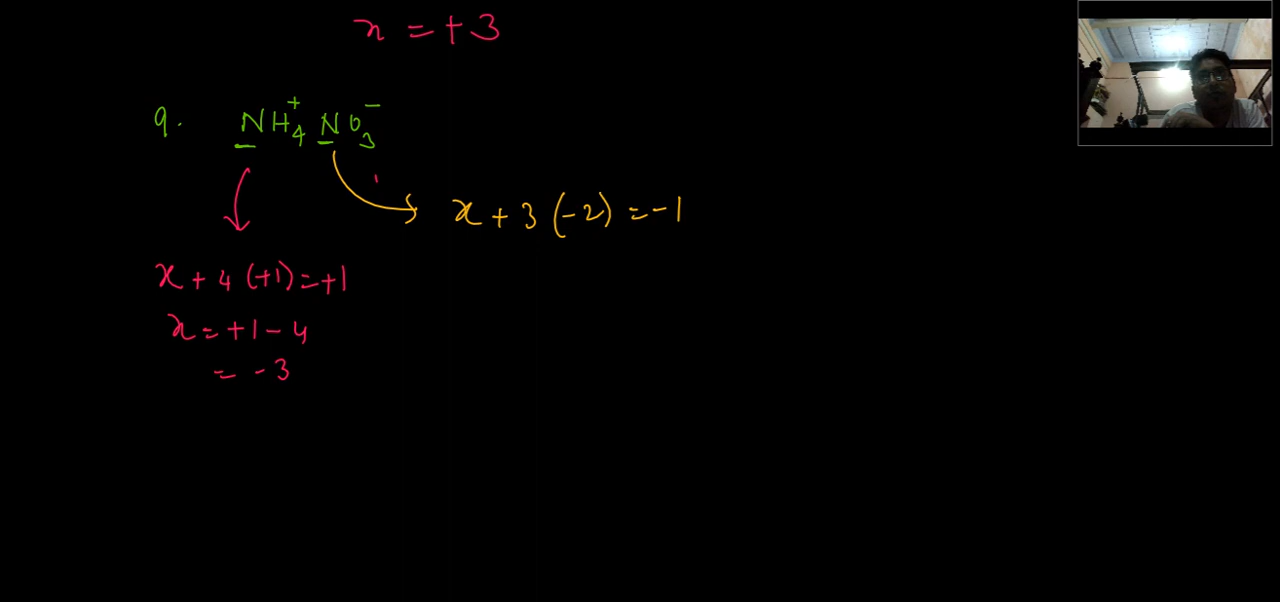 x = +3
9. NH₄⁺ NO₃⁻
x + 3 (-2) = -1
x + 4 (+1) = +1
x = +1 - 4
= -3